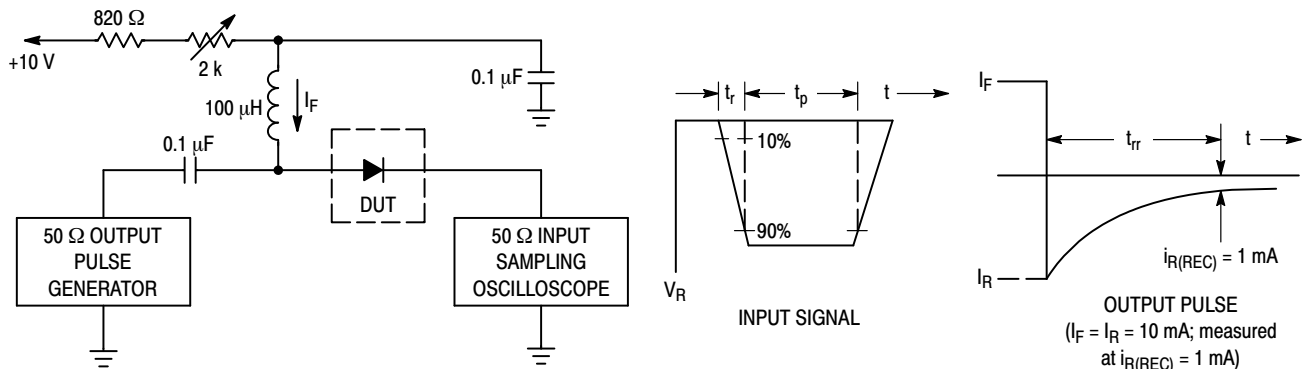 820 Ω
+10 V
2 k
100 μH
I_F
0.1 μF
0.1 μF
DUT
50 Ω OUTPUT
PULSE
GENERATOR
50 Ω INPUT
SAMPLING
OSCILLOSCOPE
t_r
t_p
t
10%
90%
V_R
INPUT SIGNAL
I_F
t_rr
t
i_R(REC) = 1 mA
I_R
OUTPUT PULSE
(I_F = I_R = 10 mA; measured
at i_R(REC) = 1 mA)